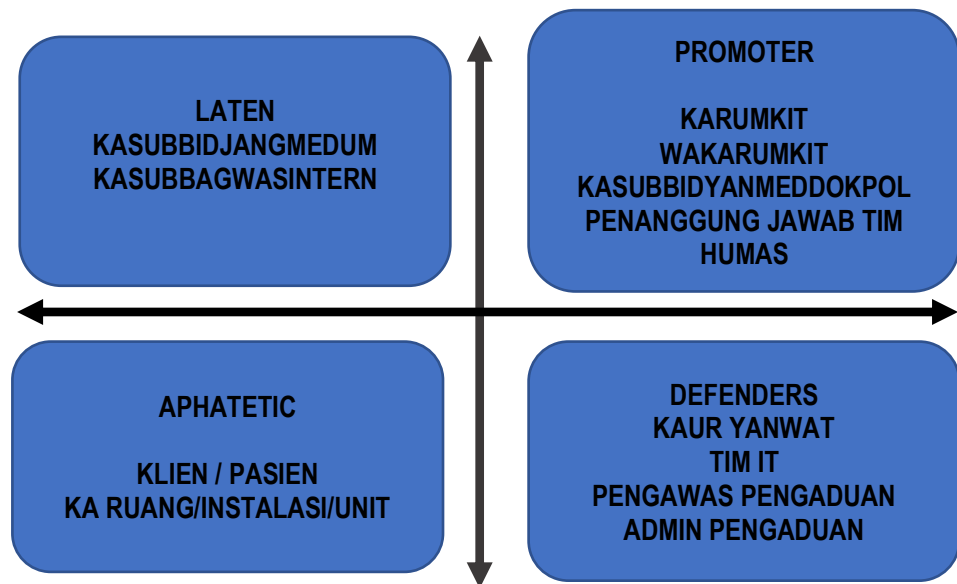 LATEN
KASUBBIDJANGMEDUM
KASUBBAGWASINTERN
PROMOTER
KARUMKIT
WAKARUMKIT
KASUBBIDYANMEDDOKPOL
PENANGGUNG JAWAB TIM
HUMAS
APHATETIC
KLIEN / PASIEN
KA RUANG/INSTALASI/UNIT
DEFENDERS
KAUR YANWAT
TIM IT
PENGAWAS PENGADUAN
ADMIN PENGADUAN